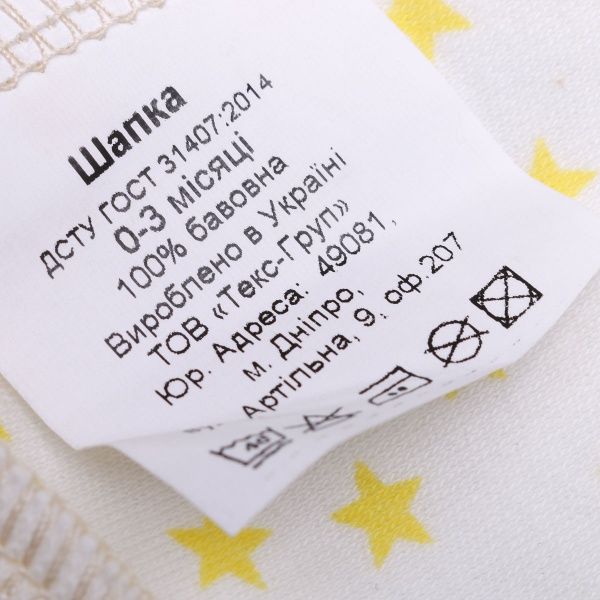 Шапка
ДСТУ ГОСТ 31407:2014
0-3 місяці
100% бавовна
Вироблено в Україні
ТОВ «Текс-Груп»
Юр. Адреса: 49081,
м. Дніпро,
Артільна, 9, оф.207
40°